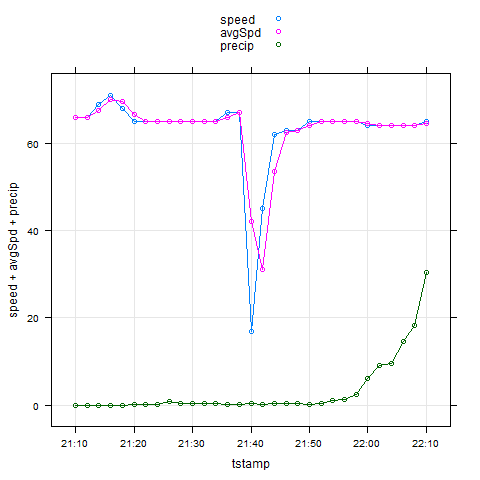 speed
avgSpd
precip
speed + avgSpd + precip
60
40
20
0
21:10 21:20 21:30 21:40 21:50 22:00 22:10
tstamp